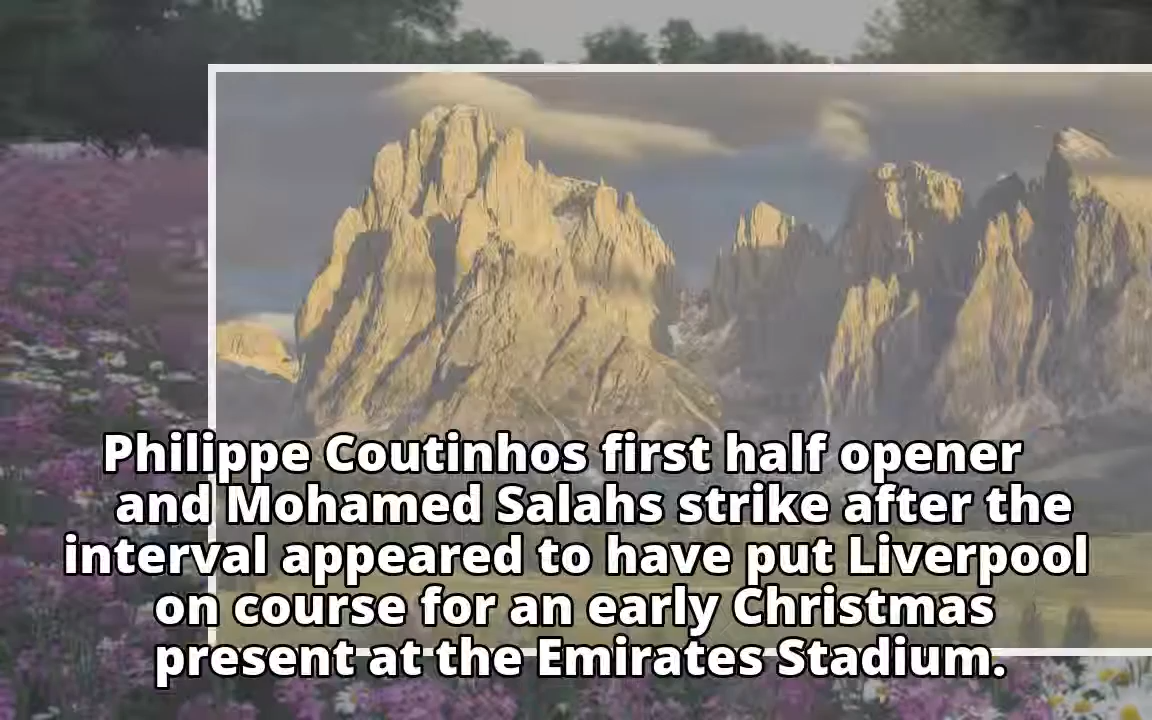 Philippe Coutinhos first half opener
and Mohamed Salahs strike after the
interval appeared to have put Liverpool
on course for an early Christmas
present at the Emirates Stadium.